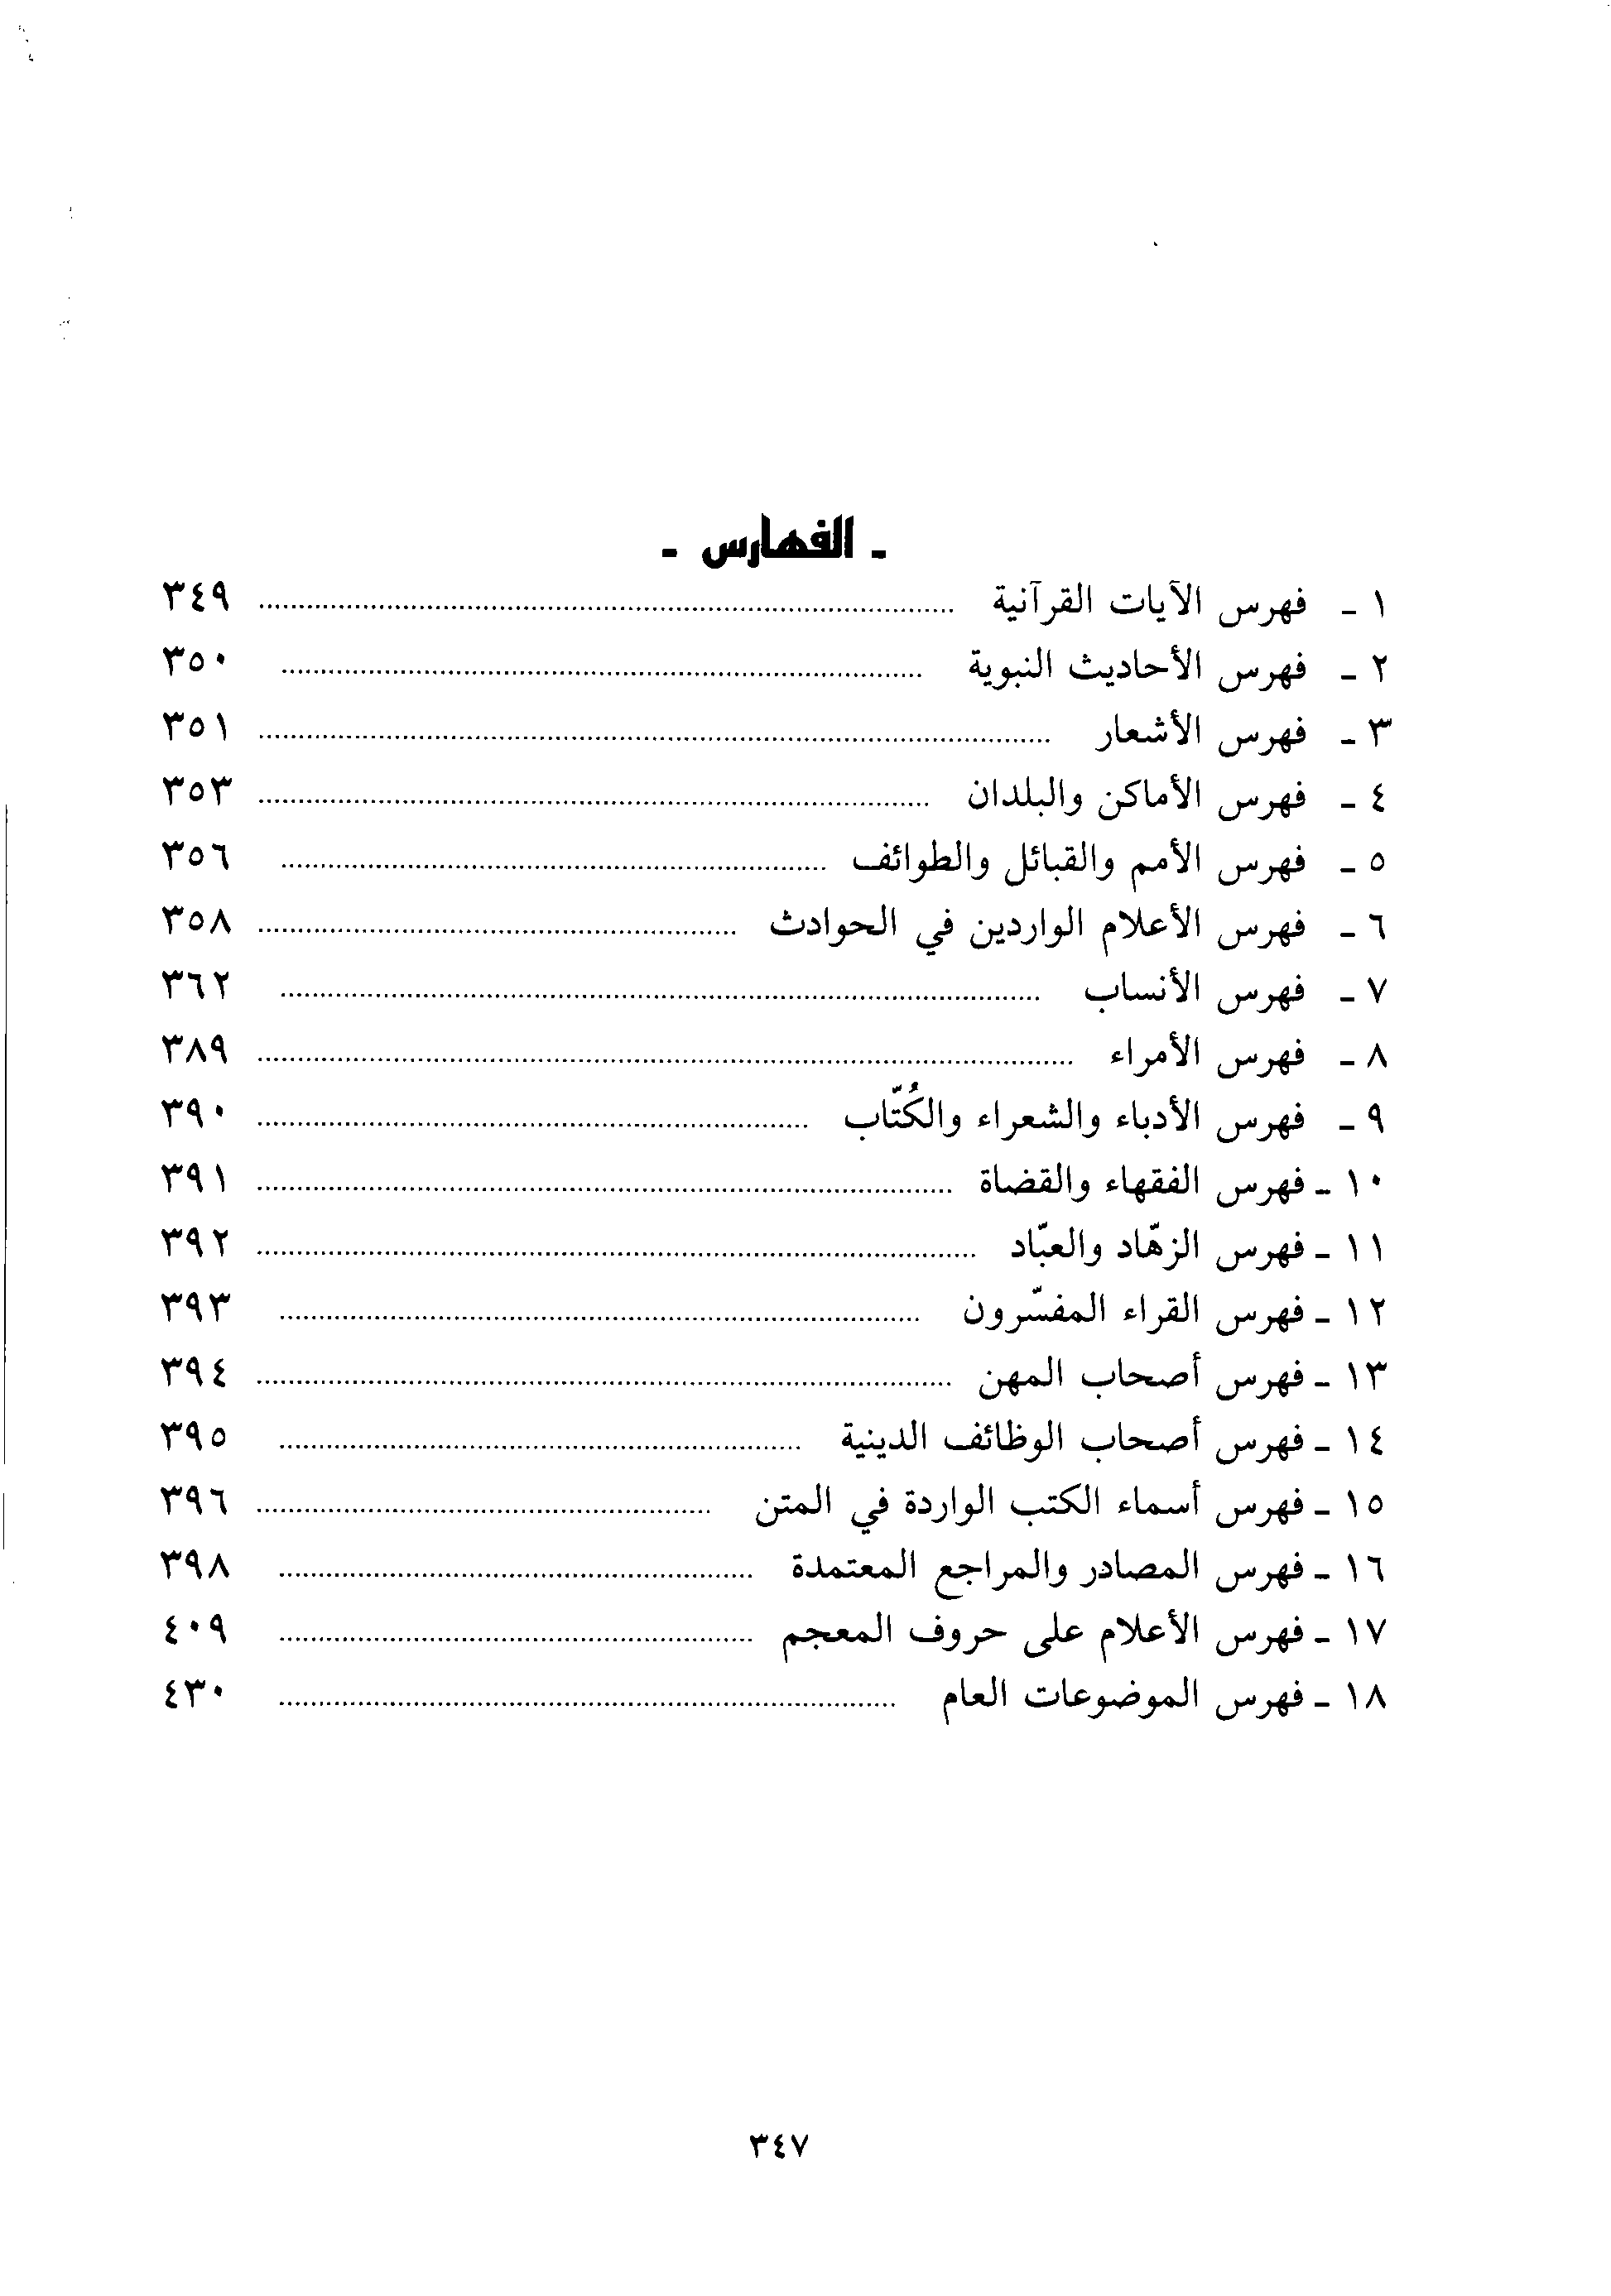 - الفهارس -
١ - فهرس الآيات القرآنية ........................ ٣٤٩
٢ - فهرس الأحاديث النبوية ........................ ٣٥٠
٣ - فهرس الأشعار ........................ ٣٥١
٤ - فهرس الأماكن والبلدان ........................ ٣٥٣
٥ - فهرس الأمم والقبائل والطوائف ........................ ٣٥٦
٦ - فهرس الأعلام الواردين في الحوادث ........................ ٣٥٨
٧ - فهرس الأنساب ........................ ٣٦٢
٨ - فهرس الأمراء ........................ ٣٨٩
٩ - فهرس الأدباء والشعراء والكُتّاب ........................ ٣٩٠
١٠ - فهرس الفقهاء والقضاة ........................ ٣٩١
١١ - فهرس الزهّاد والعبّاد ........................ ٣٩٢
١٢ - فهرس القراء المفسّرون ........................ ٣٩٣
١٣ - فهرس أصحاب المهن ........................ ٣٩٤
١٤ - فهرس أصحاب الوظائف الدينية ........................ ٣٩٥
١٥ - فهرس أسماء الكتب الواردة في المتن ........................ ٣٩٦
١٦ - فهرس المصادر والمراجع المعتمدة ........................ ٣٩٨
١٧ - فهرس الأعلام على حروف المعجم ........................ ٤٠٩
١٨ - فهرس الموضوعات العام ........................ ٤٣٠
٣٤٧